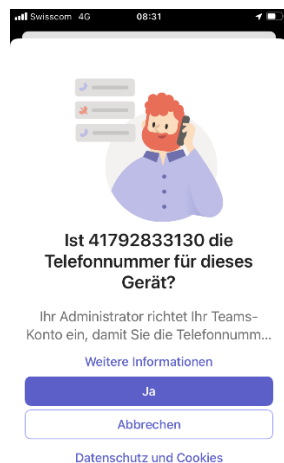 Swisscom 4G 08:31
Ist 41792833130 die
Telefonnummer für dieses
Gerät?
Ihr Administrator richtet Ihr Teams-
Konto ein, damit Sie die Telefonnumm...
Weitere Informationen
Ja
Abbrechen
Datenschutz und Cookies